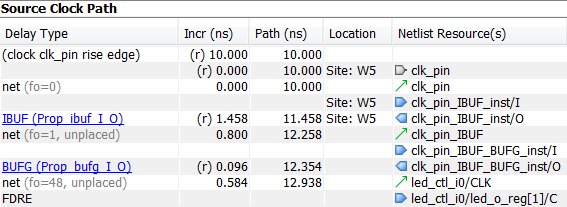 Source Clock Path
Delay Type Incr (ns) Path (ns) Location Netlist Resource(s)
(clock clk_pin rise edge) (r) 10.000 10.000
(r) 0.000 10.000 Site: W5 clk_pin
net (fo=0) 0.000 10.000 clk_pin
Site: W5 clk_pin_IBUF_inst/I
IBUF (Prop_ibuf_I_O) (r) 1.458 11.458 Site: W5 clk_pin_IBUF_inst/O
net (fo=1, unplaced) 0.800 12.258 clk_pin_IBUF
clk_pin_IBUF_BUFG_inst/I
BUFG (Prop_bufg_I_O) (r) 0.096 12.354 clk_pin_IBUF_BUFG_inst/O
net (fo=48, unplaced) 0.584 12.938 led_ctl_i0/CLK
FDRE led_ctl_i0/led_o_reg[1]/C